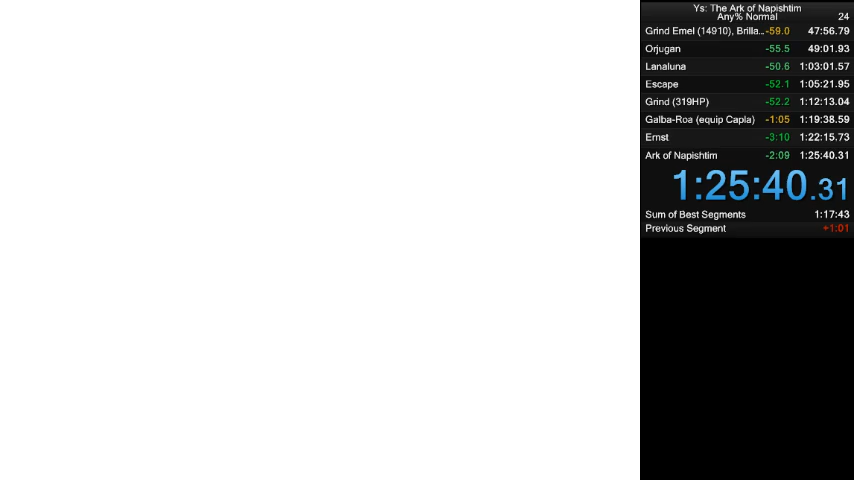 Ys: The Ark of Napishtim
Any% Normal 24
Grind Emel (14910), Brilla... -59.0 47:56.79
Orjugan -55.5 49:01.93
Lanaluna -50.6 1:03:01.57
Escape -52.1 1:05:21.95
Grind (319HP) -52.2 1:12:13.04
Galba-Roa (equip Capla) -1:05 1:19:38.59
Ernst -3:10 1:22:15.73
Ark of Napishtim -2:09 1:25:40.31
1:25:40.31
Sum of Best Segments 1:17:43
Previous Segment +1:01